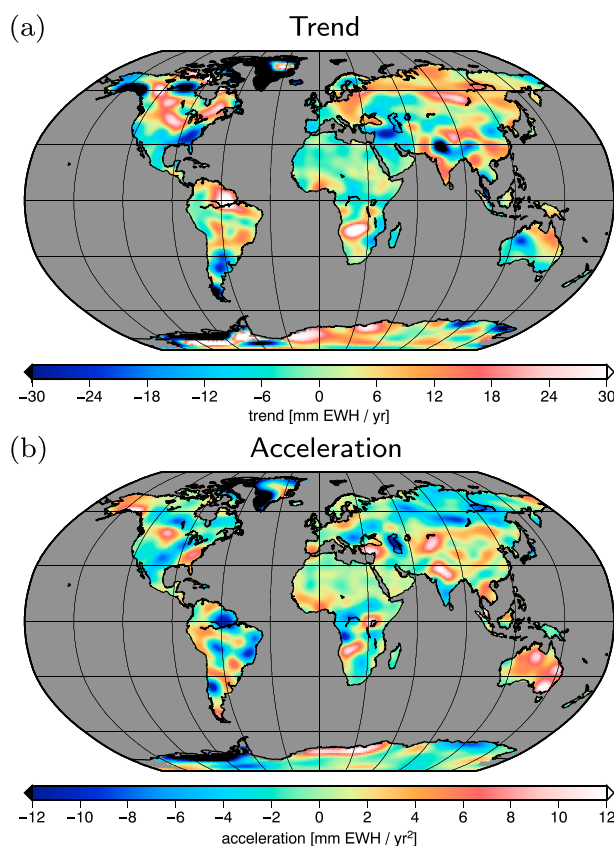 (a) Trend
−30 −24 −18 −12 −6 0 6 12 18 24 30
trend [mm EWH / yr]
(b) Acceleration
−12 −10 −8 −6 −4 −2 0 2 4 6 8 10 12
acceleration [mm EWH / yr²]